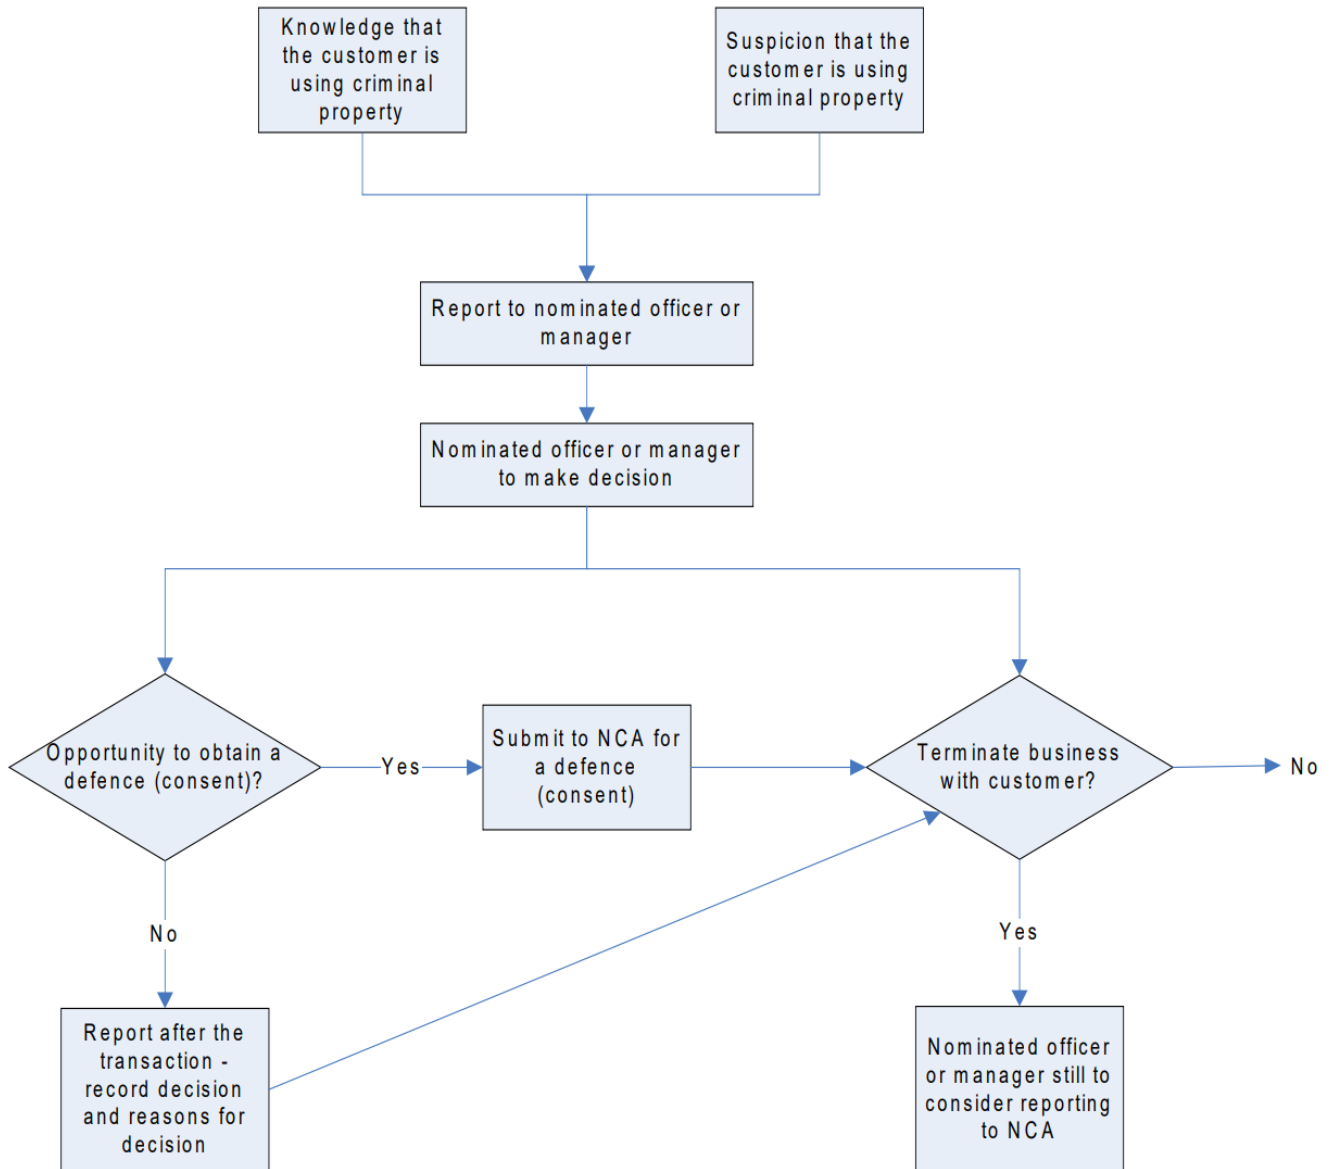 Knowledge that
the customer is
using criminal
property
Suspicion that the
customer is using
criminal property
Report to nominated officer or
manager
Nominated officer or manager
to make decision
Opportunity to obtain a
defence (consent)?
Yes
Submit to NCA for
a defence
(consent)
Terminate business
with customer?
No
No
Yes
Report after the
transaction -
record decision
and reasons for
decision
Nominated officer
or manager still to
consider reporting
to NCA